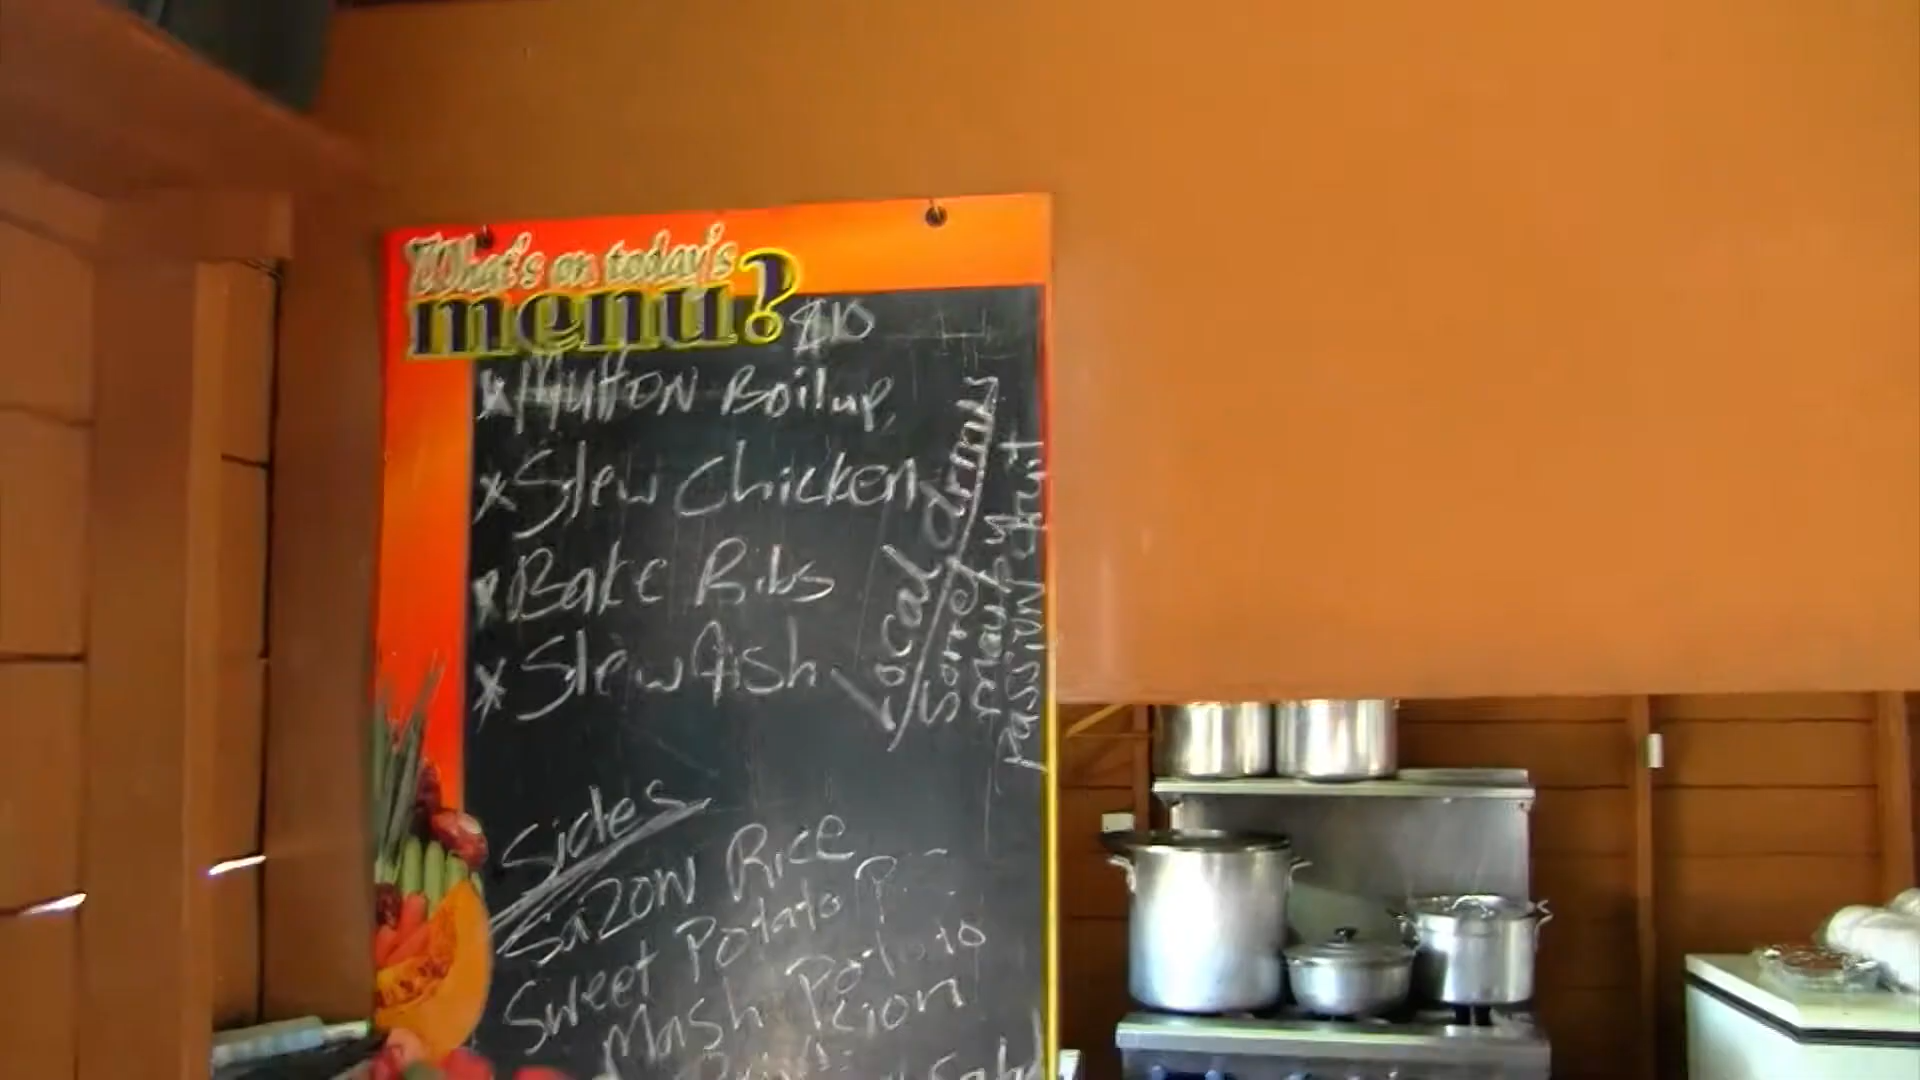 What's on today's
menu?
$10
x Mutton Boilup
x Stew Chicken
x Bake Ribs
x Stew fish
Local drinks
Sorrel
Mauby
Passion fruit
Sides
Sazon Rice
Sweet Potato
Mash Potato